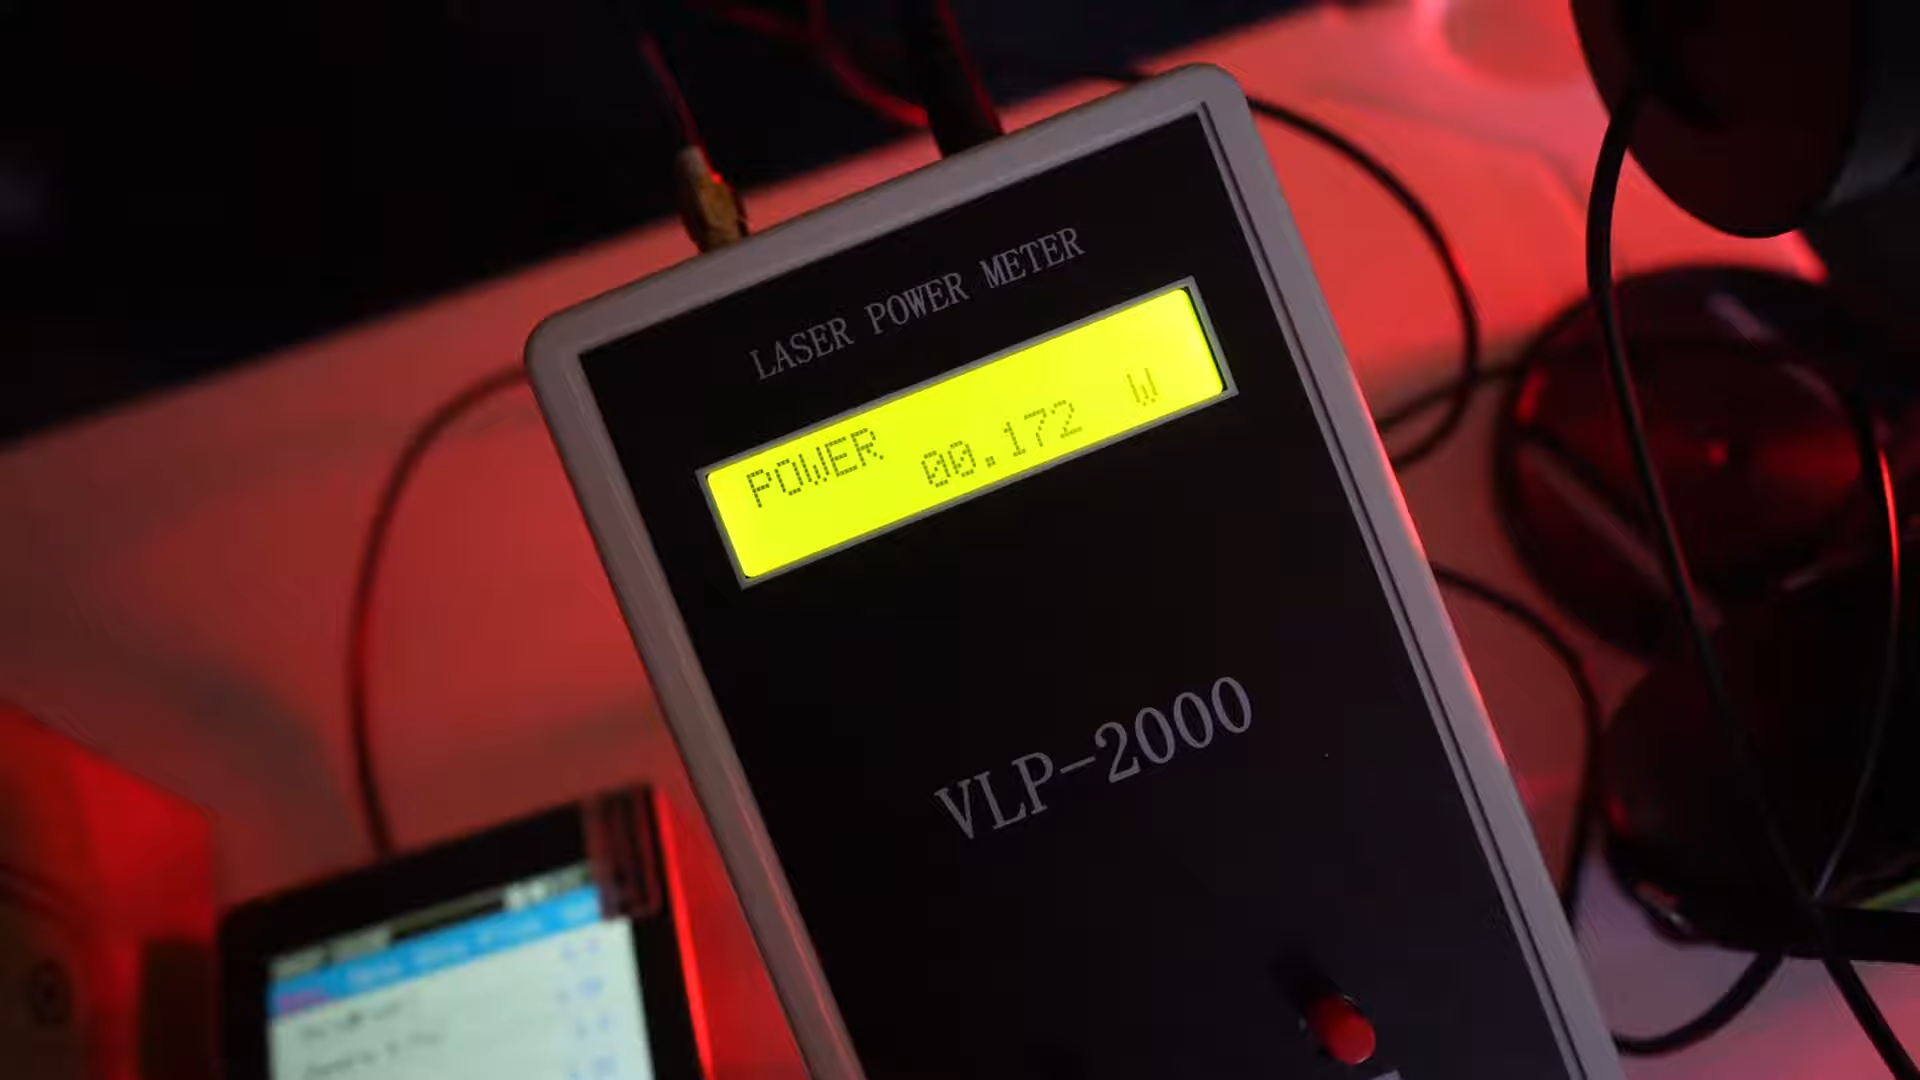 LASER POWER METER
POWER
00.172 W
VLP-2000